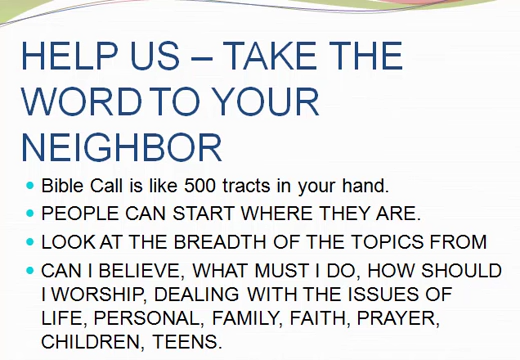 HELP US – TAKE THE
WORD TO YOUR
NEIGHBOR
Bible Call is like 500 tracts in your hand.
PEOPLE CAN START WHERE THEY ARE.
LOOK AT THE BREADTH OF THE TOPICS FROM
CAN I BELIEVE, WHAT MUST I DO, HOW SHOULD
I WORSHIP, DEALING WITH THE ISSUES OF
LIFE, PERSONAL, FAMILY, FAITH, PRAYER,
CHILDREN, TEENS.